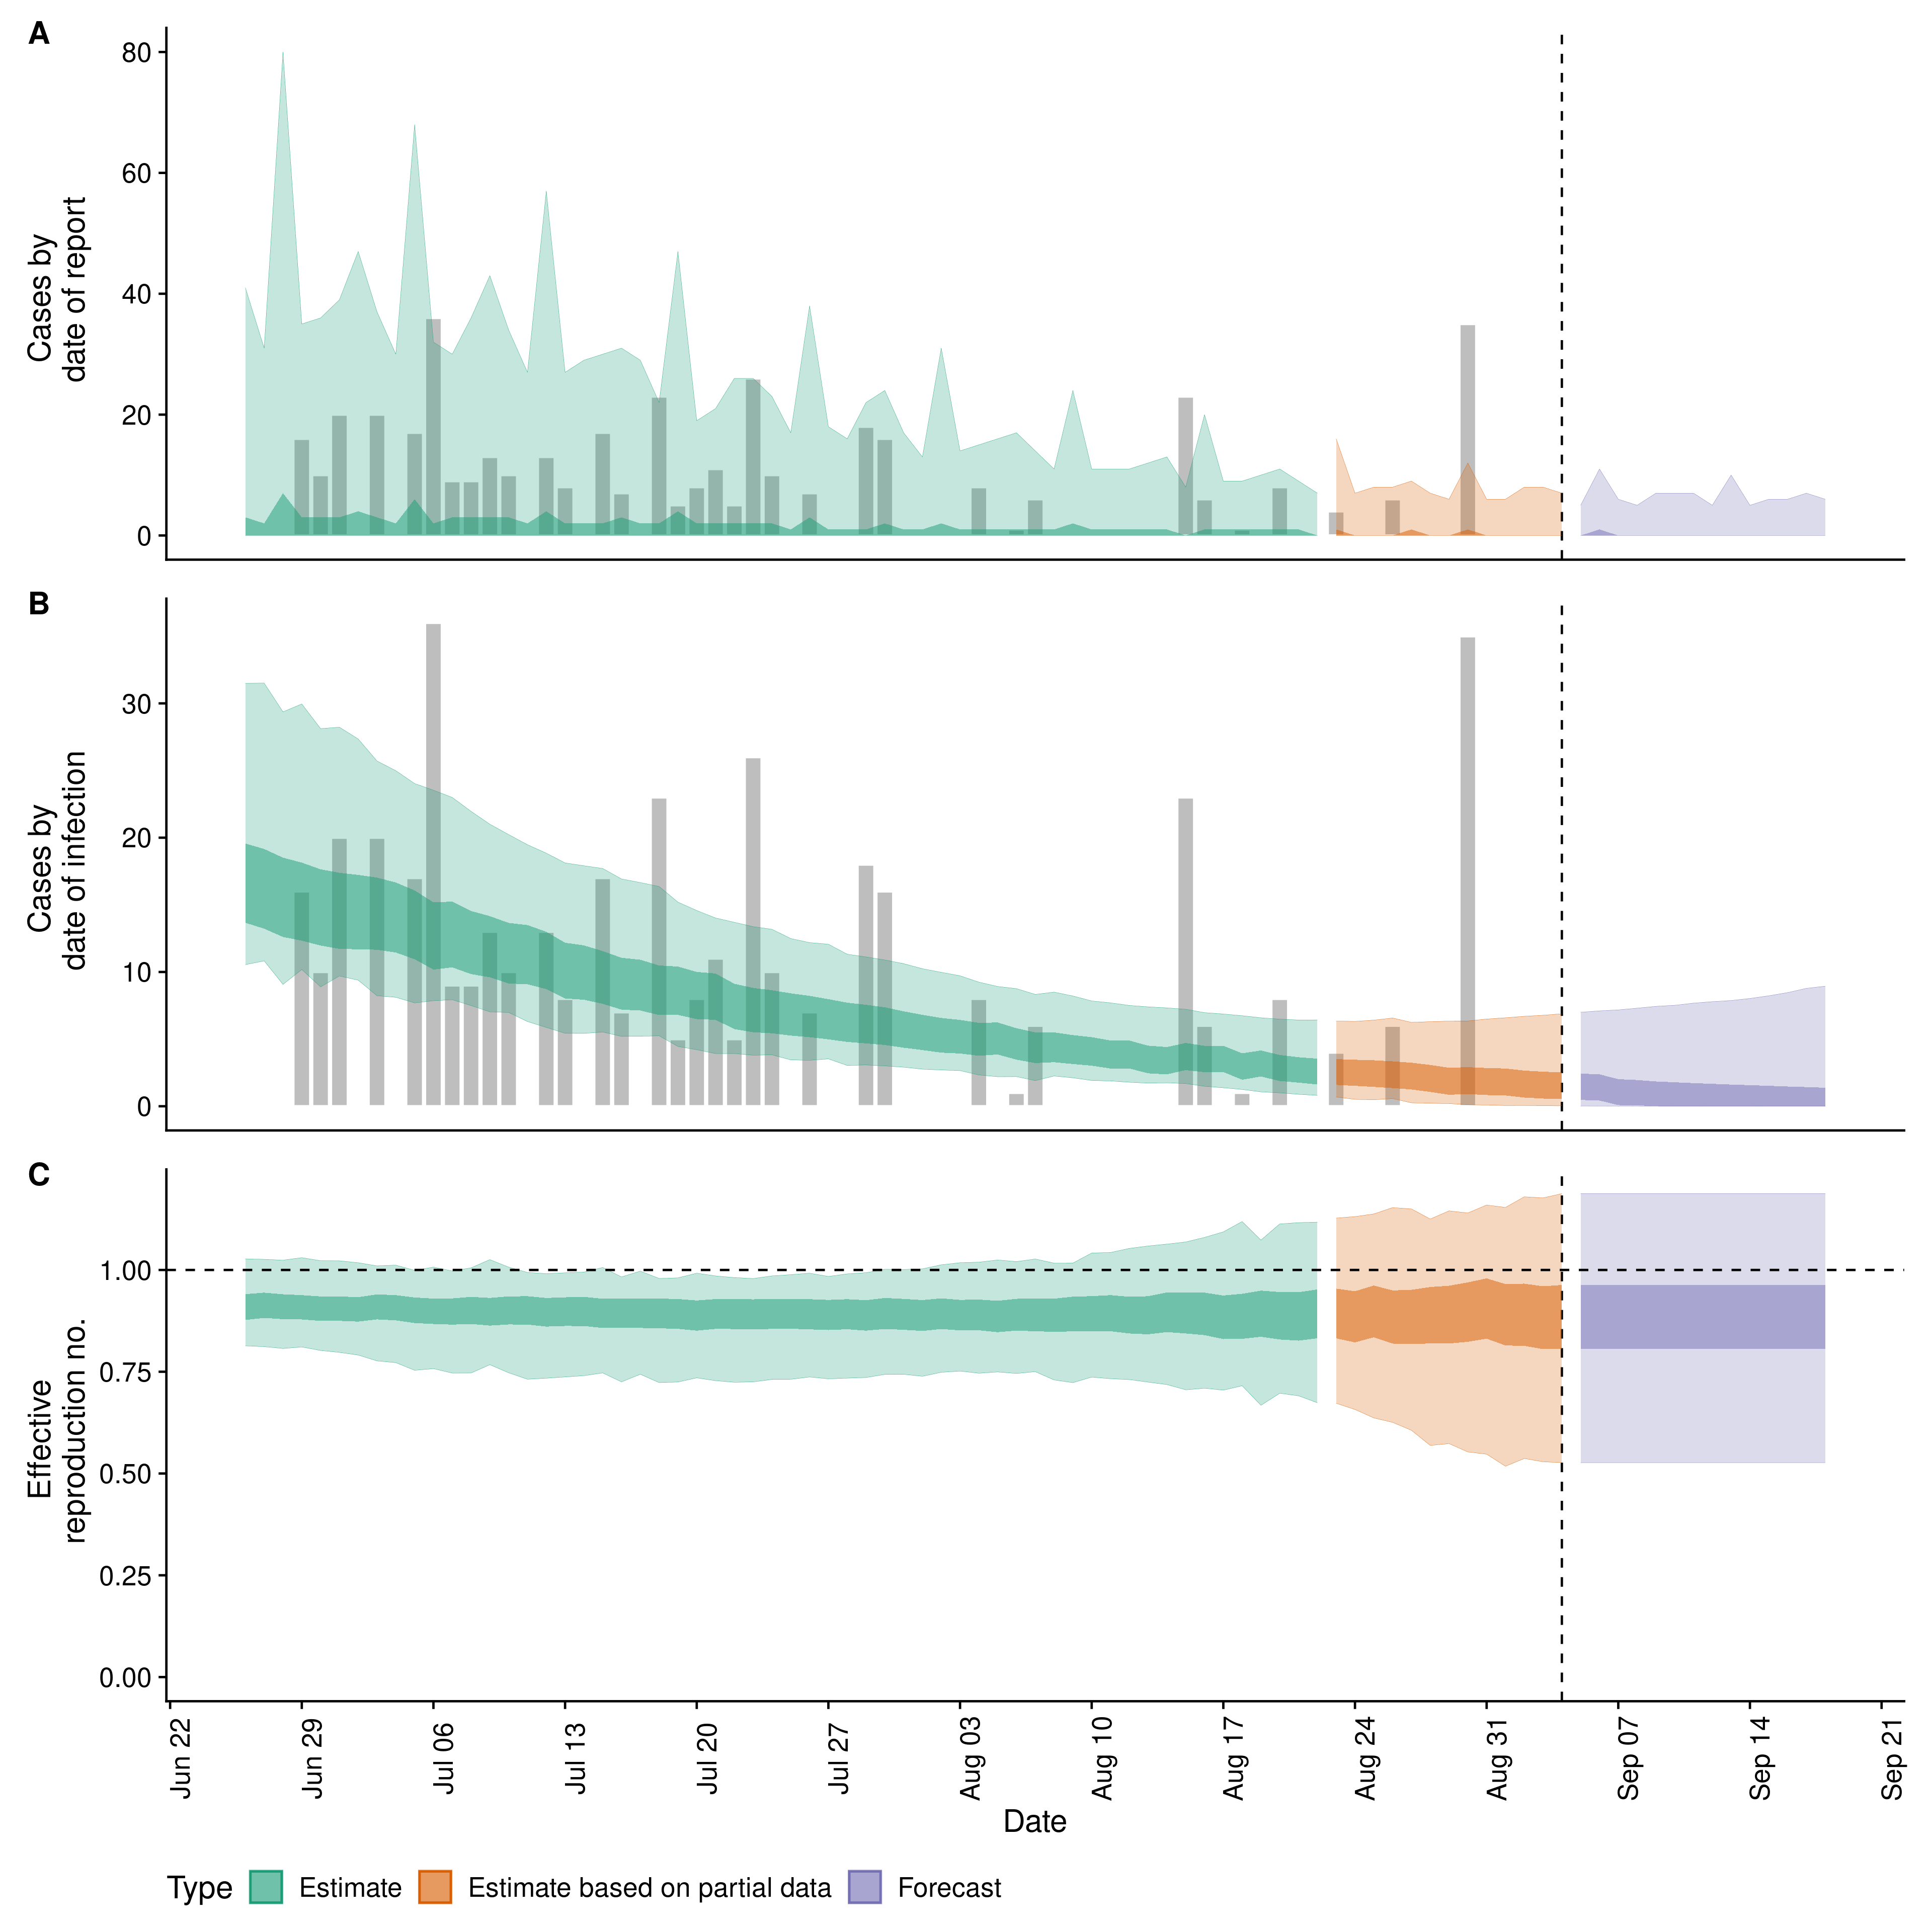 A
80
60
40
20
0
Cases by
date of report
B
30
20
10
0
Cases by
date of infection
C
1.00
0.75
0.50
0.25
0.00
Effective
reproduction no.
Jun 22
Jun 29
Jul 06
Jul 13
Jul 20
Jul 27
Aug 03
Aug 10
Aug 17
Aug 24
Aug 31
Sep 07
Sep 14
Sep 21
Date
Type Estimate Estimate based on partial data Forecast